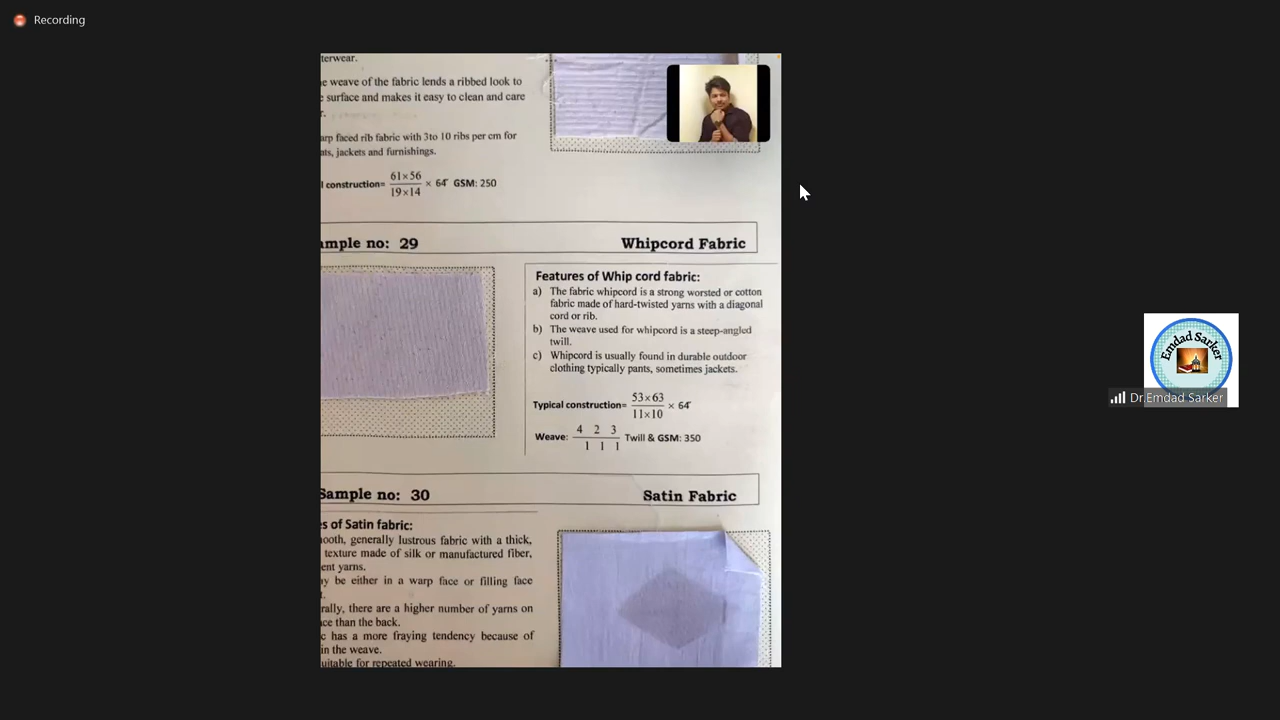 Recording
terwear.
e weave of the fabric lends a ribbed look to
surface and makes it easy to clean and care
arp faced rib fabric with 3to 10 ribs per cm for
ats, jackets and furnishings.
l construction= 61×56 / 19×14 × 64″ GSM: 250
ample no: 29 Whipcord Fabric
Features of Whip cord fabric:
a) The fabric whipcord is a strong worsted or cotton
fabric made of hard-twisted yarns with a diagonal
cord or rib.
b) The weave used for whipcord is a steep-angled
twill.
c) Whipcord is usually found in durable outdoor
clothing typically pants, sometimes jackets.
Typical construction= 53×63 / 11×10 × 64″
Weave: 4 2 3 / 1 1 1 Twill & GSM: 350
Sample no: 30 Satin Fabric
s of Satin fabric:
ooth, generally lustrous fabric with a thick,
texture made of silk or manufactured fiber,
ent yarns.
y be either in a warp face or filling face
rally, there are a higher number of yarns on
ce than the back.
c has a more fraying tendency because of
in the weave.
uitable for repeated wearing.
Emdad Sarker
Dr.Emdad Sarker